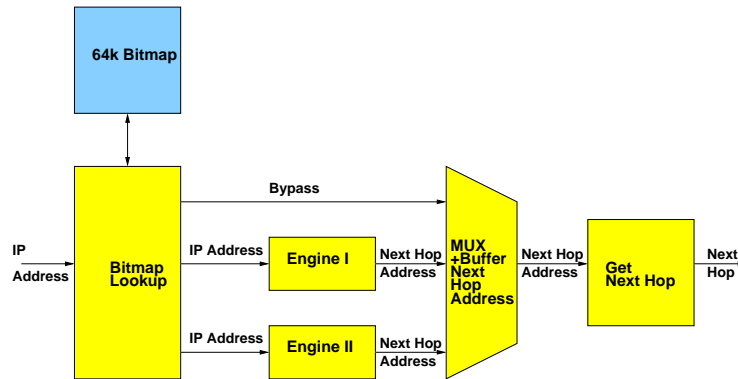 64k Bitmap
Bypass
IP
Address
Bitmap
Lookup
IP Address
Engine I
Next Hop
Address
IP Address
Engine II
Next Hop
Address
MUX
+Buffer
Next
Hop
Address
Next Hop
Address
Get
Next Hop
Next
Hop